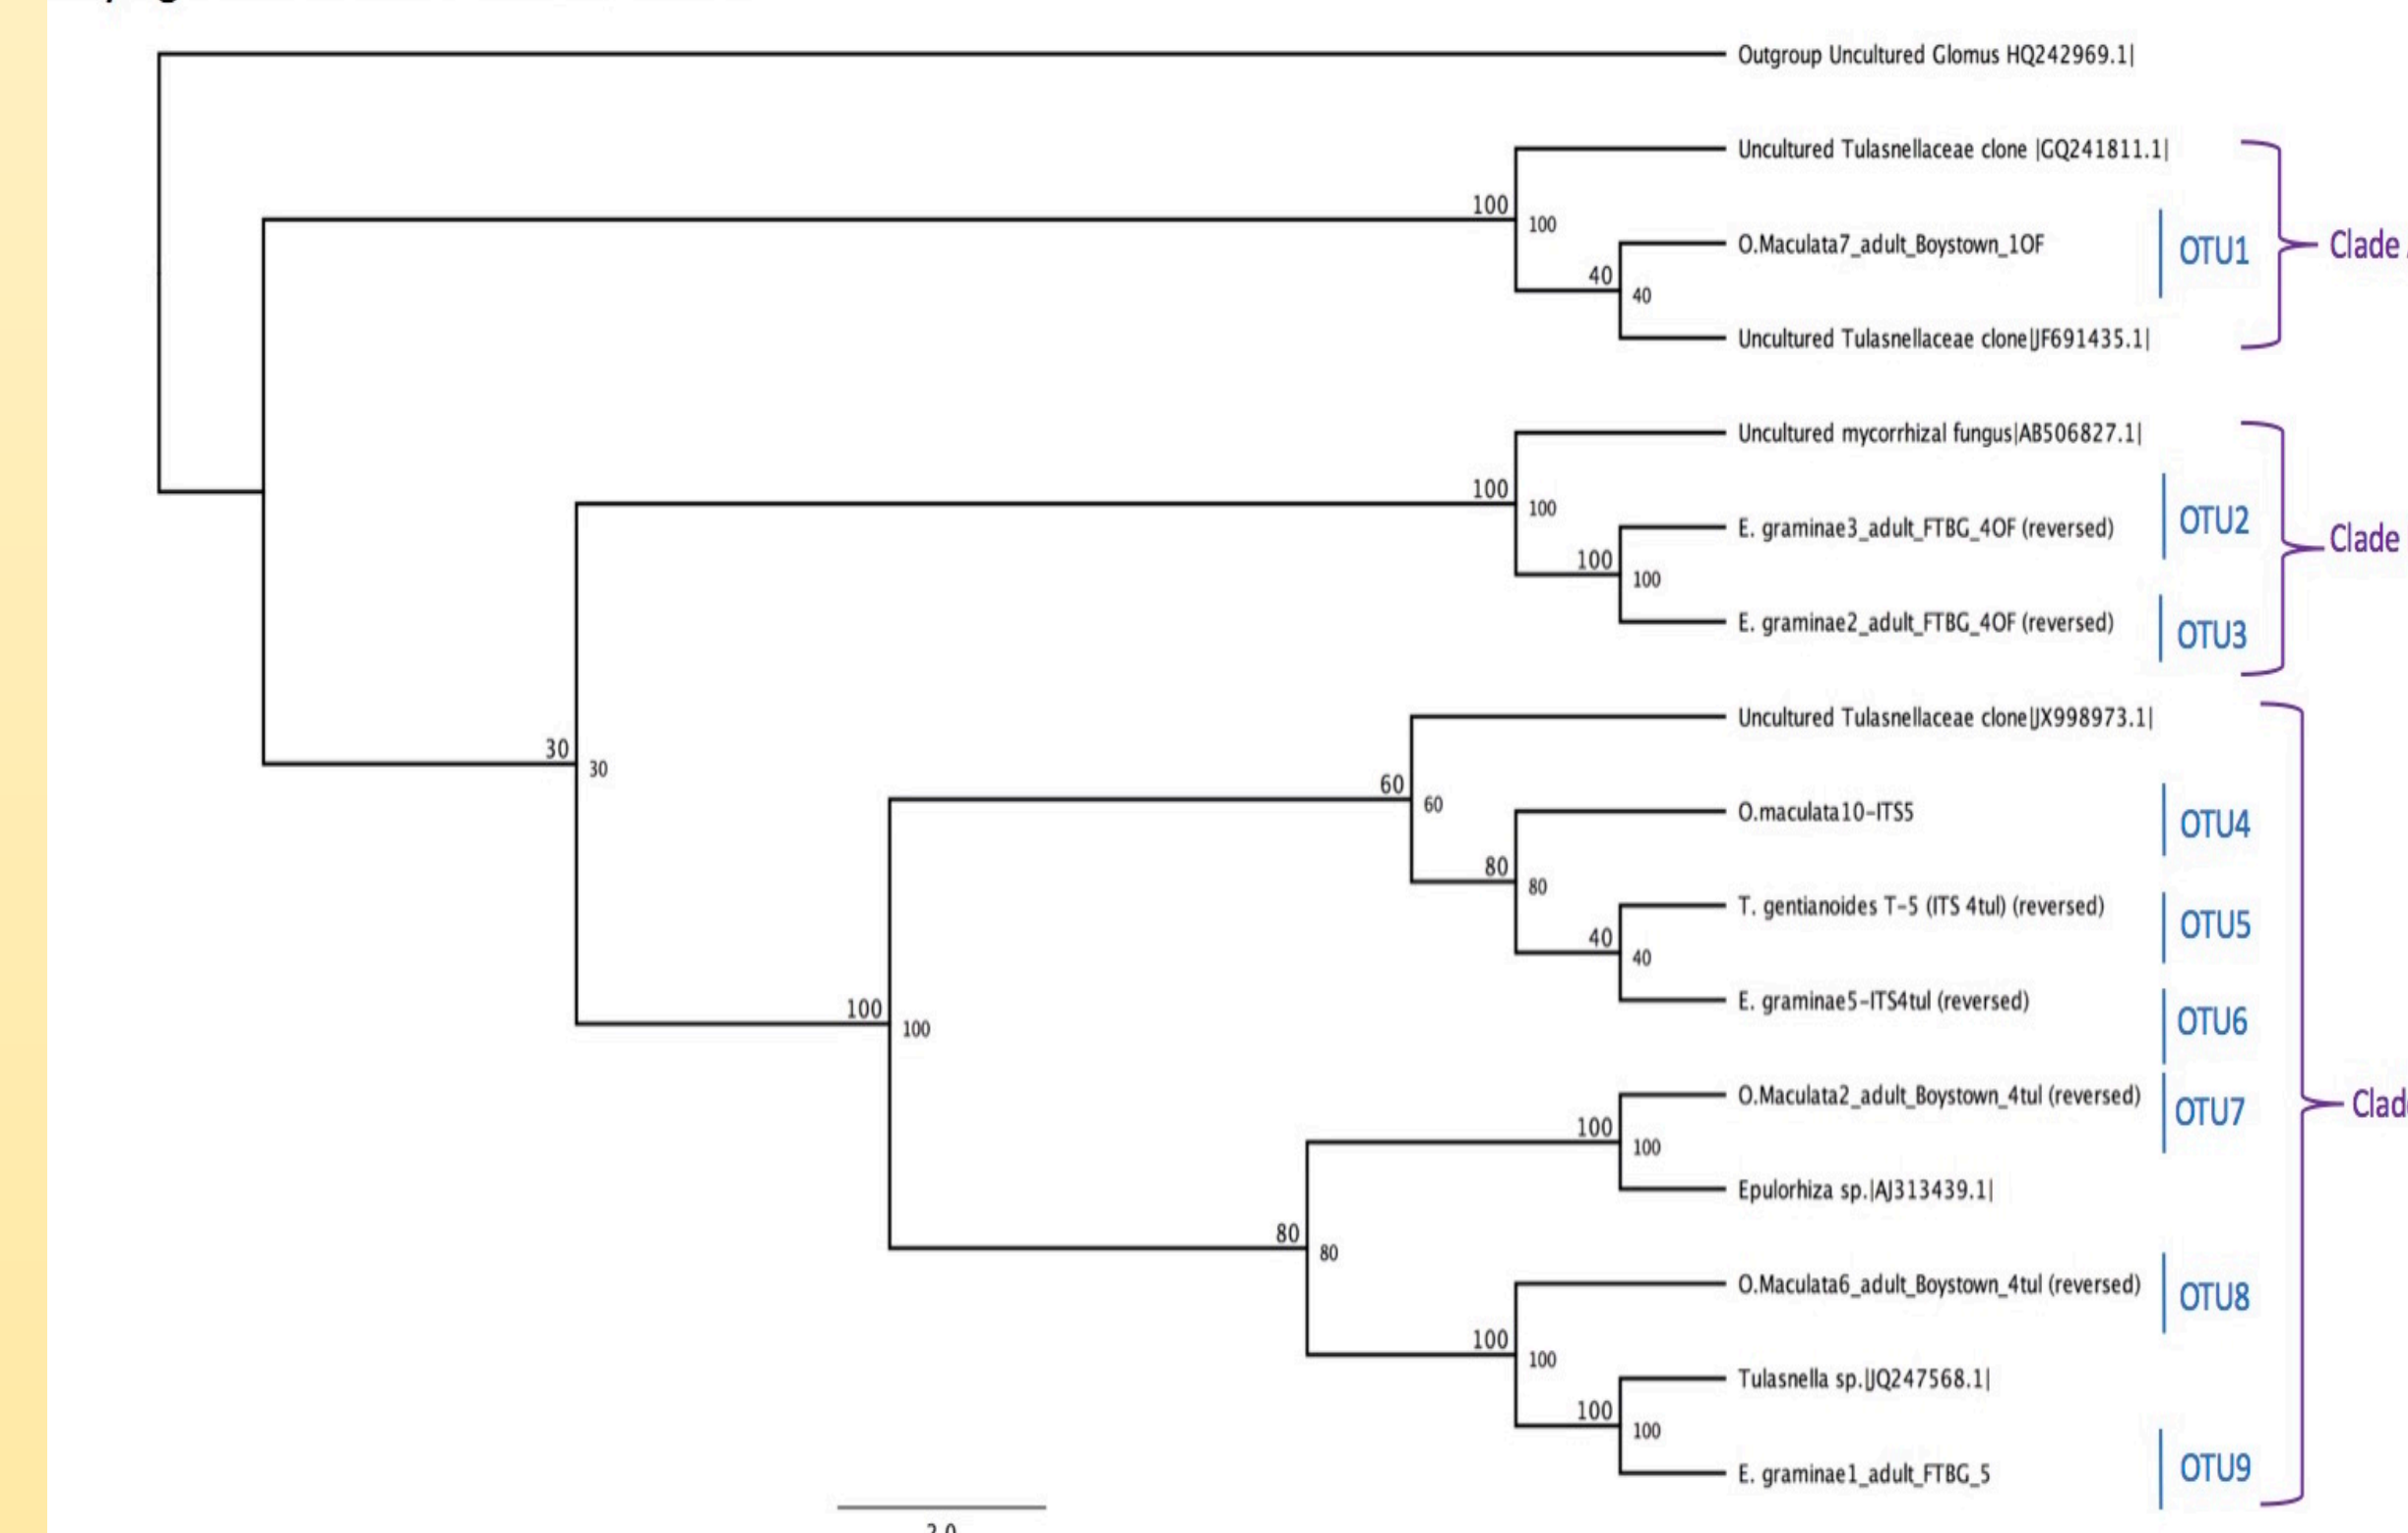 Outgroup Uncultured Glomus HQ242969.1|
Uncultured Tulasnellaceae clone |GQ241811.1|
100
100
O.Maculata7_adult_Boystown_1OF
OTU1
Clade
40
40
Uncultured Tulasnellaceae clone|JF691435.1|
Uncultured mycorrhizal fungus|AB506827.1|
100
100
E. graminae3_adult_FTBG_4OF (reversed)
OTU2
Clade
100
100
E. graminae2_adult_FTBG_4OF (reversed)
OTU3
Uncultured Tulasnellaceae clone|JX998973.1|
30
30
60
60
O.maculata10-ITS5
OTU4
80
80
T. gentianoides T-5 (ITS 4tul) (reversed)
OTU5
40
40
E. graminae5-ITS4tul (reversed)
OTU6
100
100
O.Maculata2_adult_Boystown_4tul (reversed)
OTU7
Clad
100
100
Epulorhiza sp.|AJ313439.1|
80
80
O.Maculata6_adult_Boystown_4tul (reversed)
OTU8
100
100
Tulasnella sp.|JQ247568.1|
100
100
E. graminae1_adult_FTBG_5
OTU9